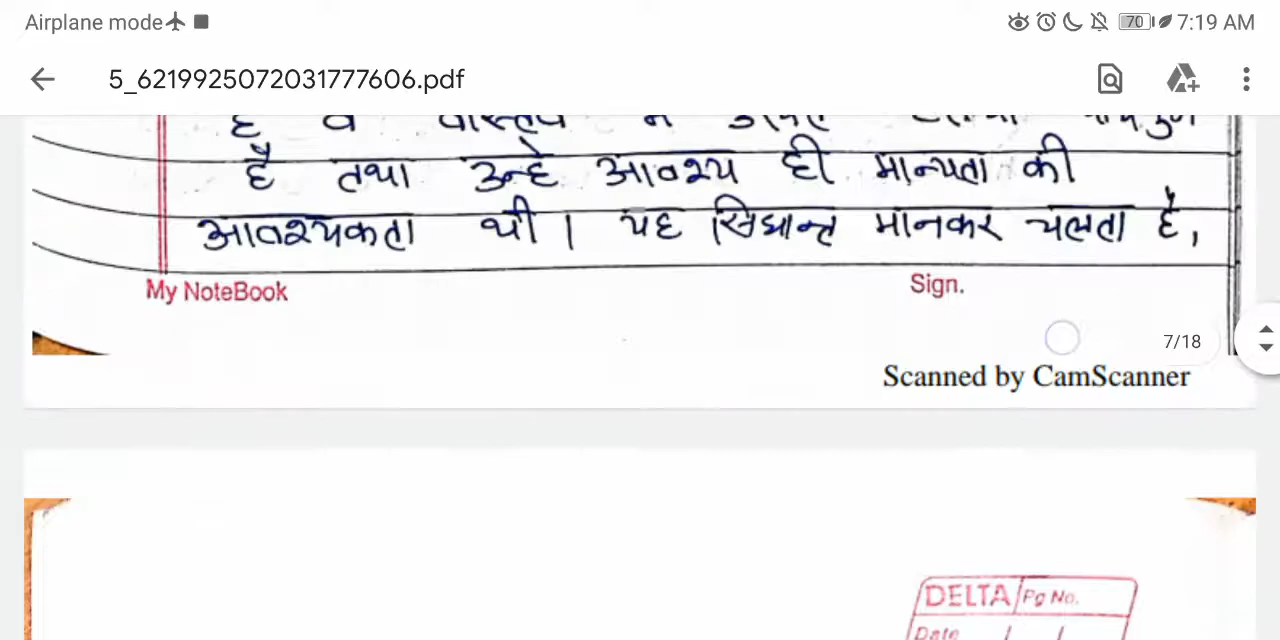 Airplane mode 70 7:19 AM
5_6219925072031777606.pdf
है तथा उन्हे आवश्य ही मान्यता की
आवश्यकता थी । यह सिधान्त मानकर चलता है,
My NoteBook Sign.
7/18
Scanned by CamScanner
DELTA Pg No.
Date / /